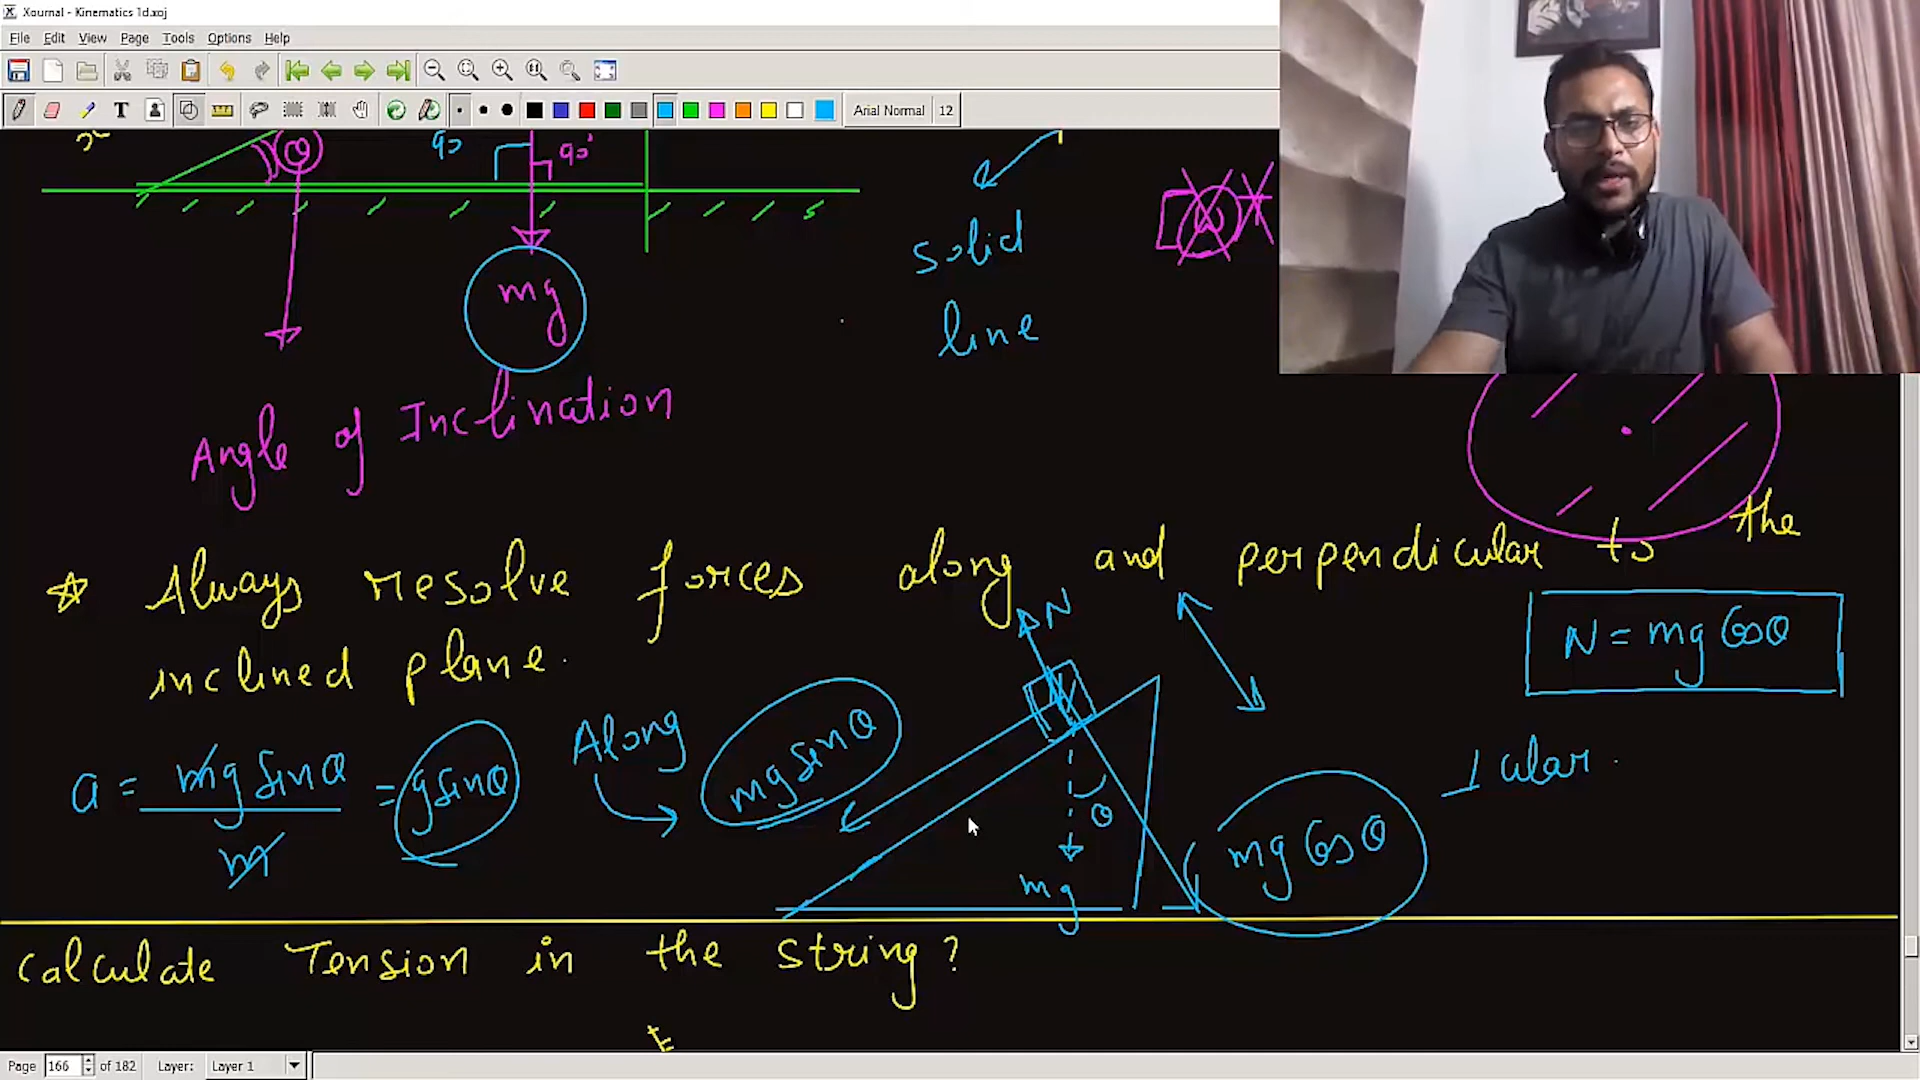 Xournal - Kinematics 1d.xoj
File Edit View Page Tools Options Help
Arial Normal 12
90 90°
mg
solid
line
Angle of Inclination
☆ Always resolve forces along and perpendicular to the
inclined plane.
N
N = mg Cosθ
a = mg sinθ / m = gsinθ
Along
mg sinθ
⊥cular.
θ
mg
mg Cosθ
Calculate Tension in the string?
Page 166 of 182 Layer: Layer 1